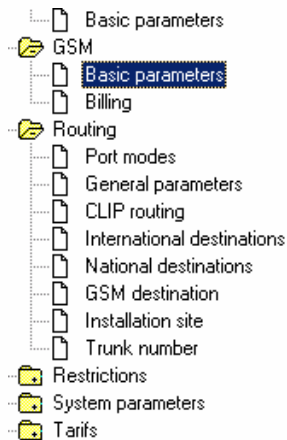 Basic parameters
GSM
Basic parameters
Billing
Routing
Port modes
General parameters
CLIP routing
International destinations
National destinations
GSM destination
Installation site
Trunk number
Restrictions
System parameters
Tarifs